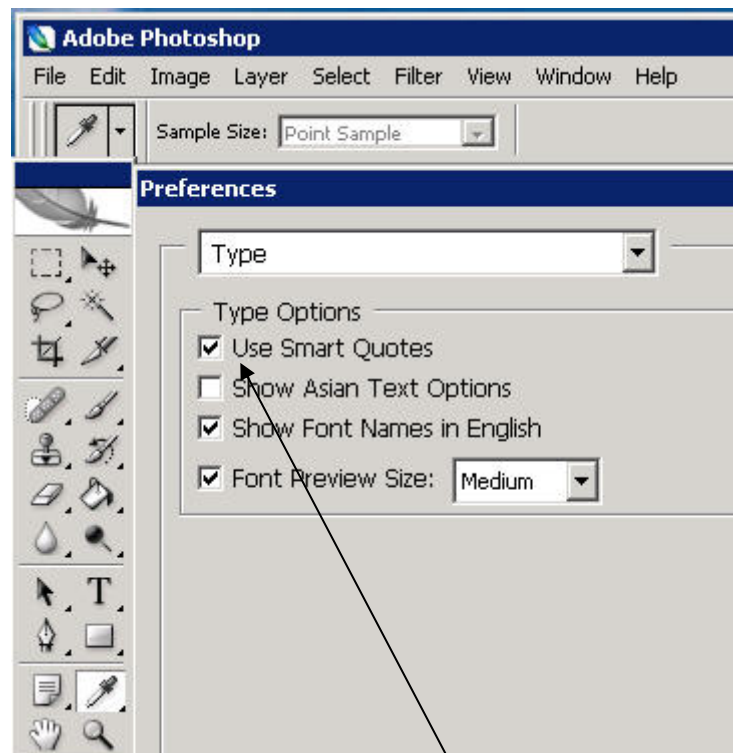 Adobe Photoshop
File Edit Image Layer Select Filter View Window Help
Sample Size: Point Sample
Preferences
Type
Type Options
Use Smart Quotes
Show Asian Text Options
Show Font Names in English
Font Preview Size: Medium
T